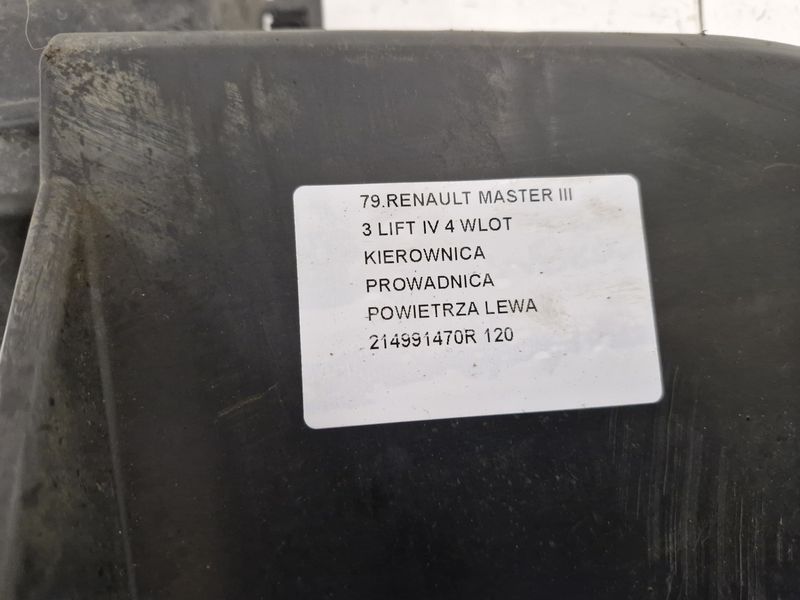 79.RENAULT MASTER III
3 LIFT IV 4 WLOT
KIEROWNICA
PROWADNICA
POWIETRZA LEWA
214991470R 120